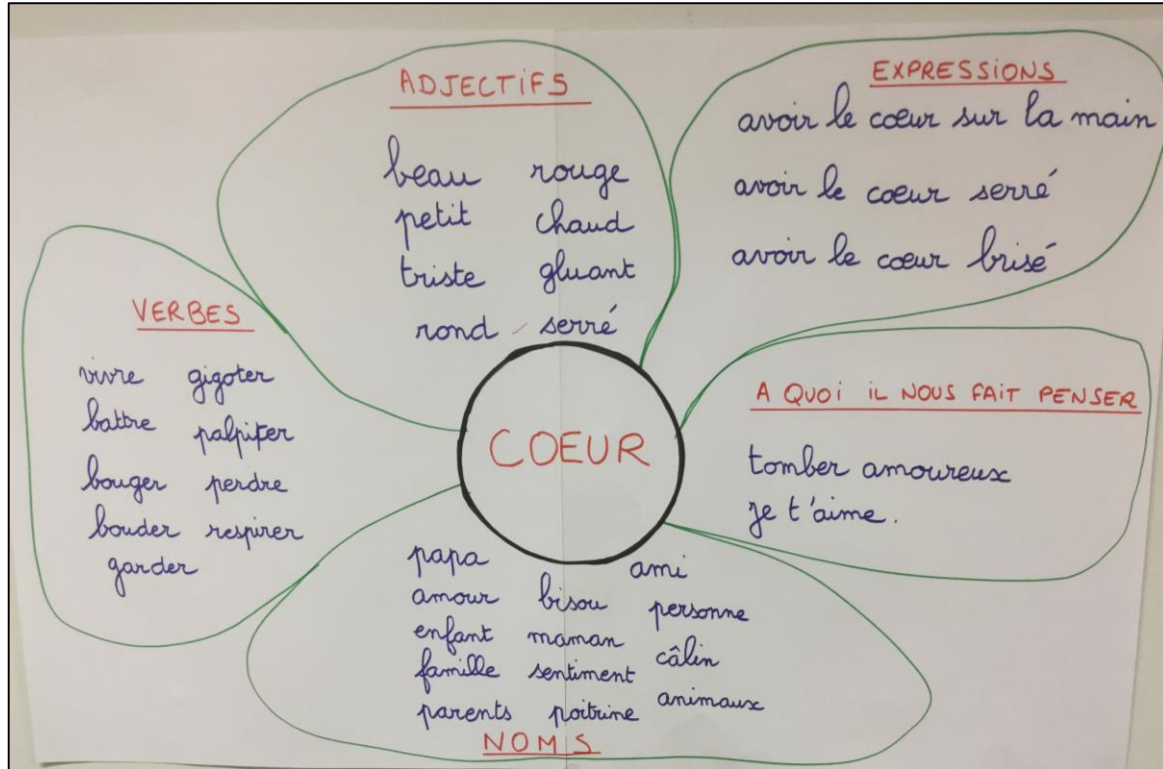 ADJECTIFS
beau rouge
petit chaud
triste gluant
rond serré
EXPRESSIONS
avoir le coeur sur la main
avoir le coeur serré
avoir le coeur brisé
VERBES
vivre gigoter
battre palpiter
bouger perdre
bouder respirer
garder
COEUR
A QUOI IL NOUS FAIT PENSER
tomber amoureux
je t'aime.
papa ami
amour bisou personne
enfant maman câlin
famille sentiment
parents poitrine animaux
NOMS